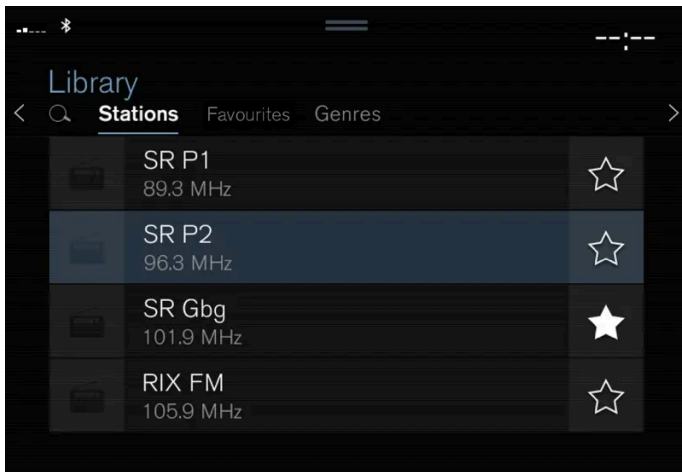 --:--
Library
Stations Favourites Genres
SR P1
89.3 MHz
SR P2
96.3 MHz
SR Gbg
101.9 MHz
RIX FM
105.9 MHz